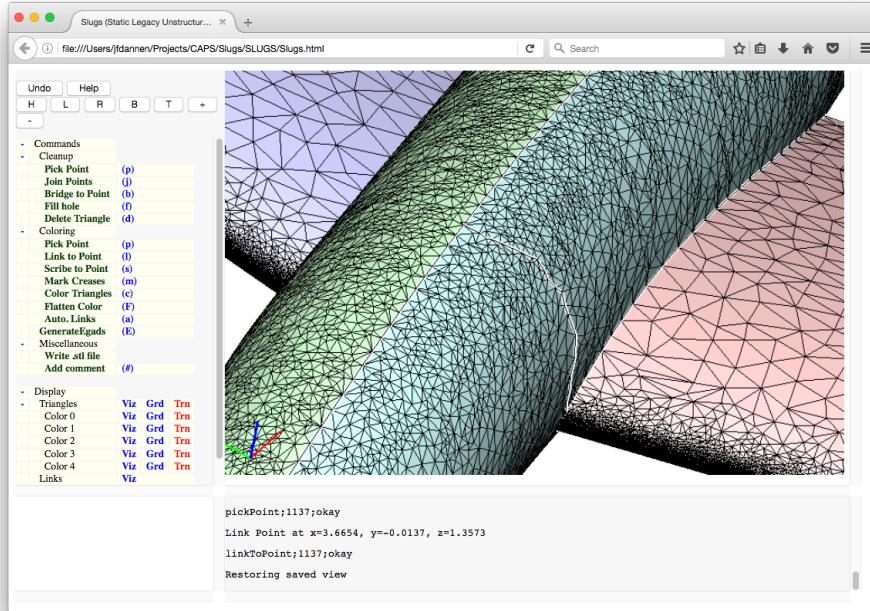 Slugs (Static Legacy Unstructur...
file:///Users/jfdannen/Projects/CAPS/Slugs/SLUGS/Slugs.html
Search
Undo Help
H L R B T +
-
- Commands
- Cleanup
Pick Point (p)
Join Points (j)
Bridge to Point (b)
Fill hole (f)
Delete Triangle (d)
- Coloring
Pick Point (p)
Link to Point (l)
Scribe to Point (s)
Mark Creases (m)
Color Triangles (c)
Flatten Color (F)
Auto. Links (a)
GenerateEgads (E)
- Miscellaneous
Write .stl file
Add comment (#)
- Display
- Triangles Viz Grd Trn
Color 0 Viz Grd Trn
Color 1 Viz Grd Trn
Color 2 Viz Grd Trn
Color 3 Viz Grd Trn
Color 4 Viz Grd Trn
Links Viz
pickPoint;1137;okay
Link Point at x=3.6654, y=-0.0137, z=1.3573
linkToPoint;1137;okay
Restoring saved view